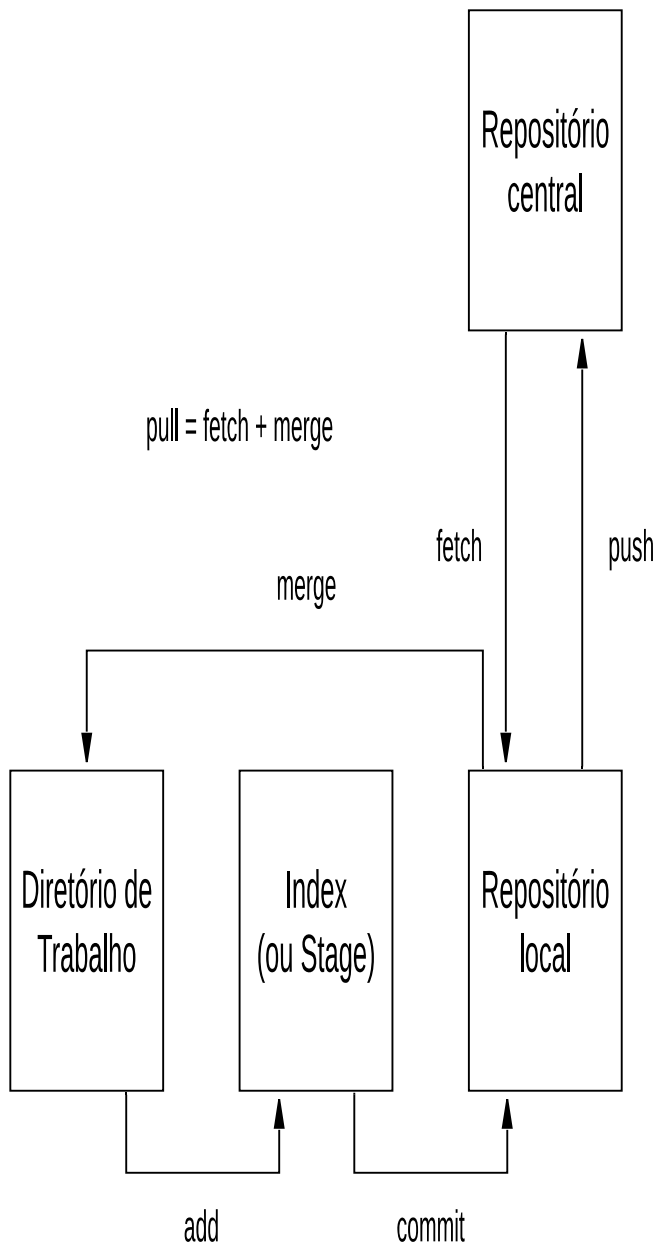 Repositório
central
pull = fetch + merge
fetch
push
merge
Diretório de
Trabalho
Index
(ou Stage)
Repositório
local
add
commit